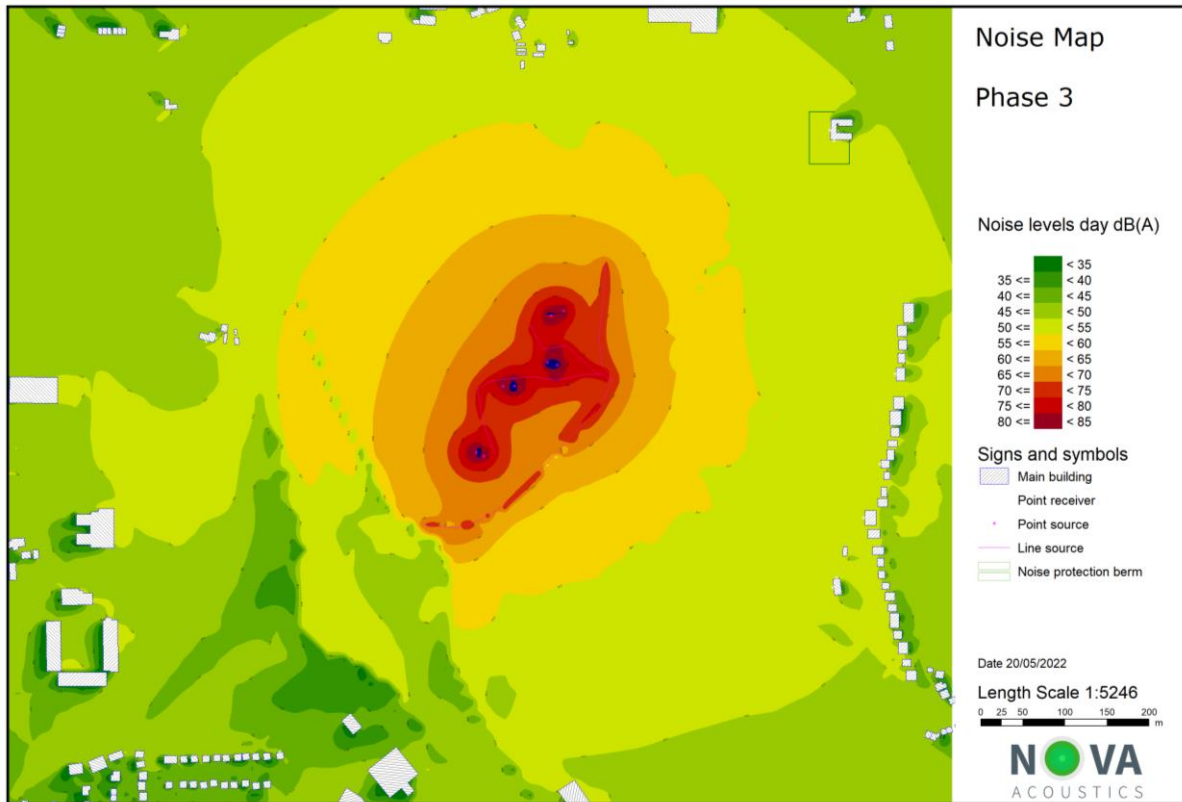 Noise Map
Phase 3
Noise levels day dB(A)
< 35
35 <= < 40
40 <= < 45
45 <= < 50
50 <= < 55
55 <= < 60
60 <= < 65
65 <= < 70
70 <= < 75
75 <= < 80
80 <= < 85
Signs and symbols
Main building
Point receiver
Point source
Line source
Noise protection berm
Date 20/05/2022
Length Scale 1:5246
0 25 50 100 150 200
m
NOVA
ACOUSTICS